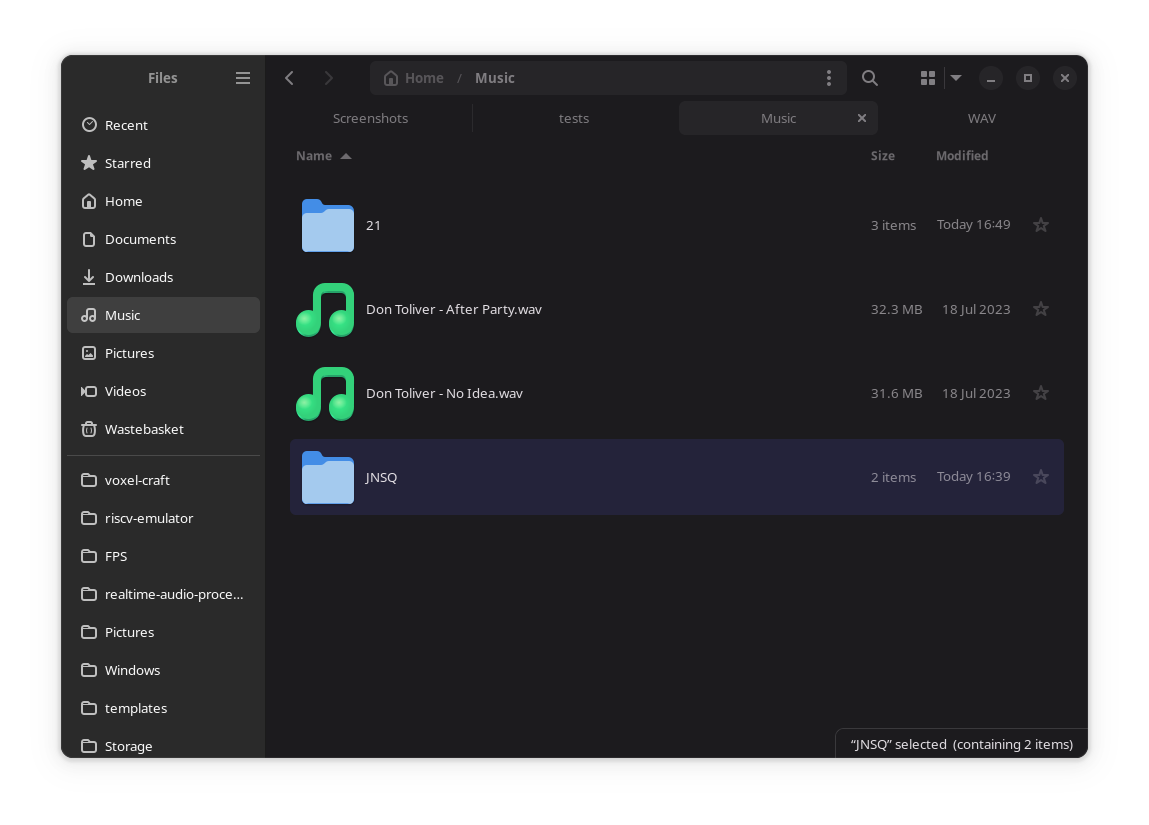 Files
Home / Music
Recent
Starred
Home
Documents
Downloads
Music
Pictures
Videos
Wastebasket
voxel-craft
riscv-emulator
FPS
realtime-audio-proce…
Pictures
Windows
templates
Storage
Screenshots tests Music WAV
Name Size Modified
21 3 items Today 16:49
Don Toliver - After Party.wav 32.3 MB 18 Jul 2023
Don Toliver - No Idea.wav 31.6 MB 18 Jul 2023
JNSQ 2 items Today 16:39
“JNSQ” selected (containing 2 items)